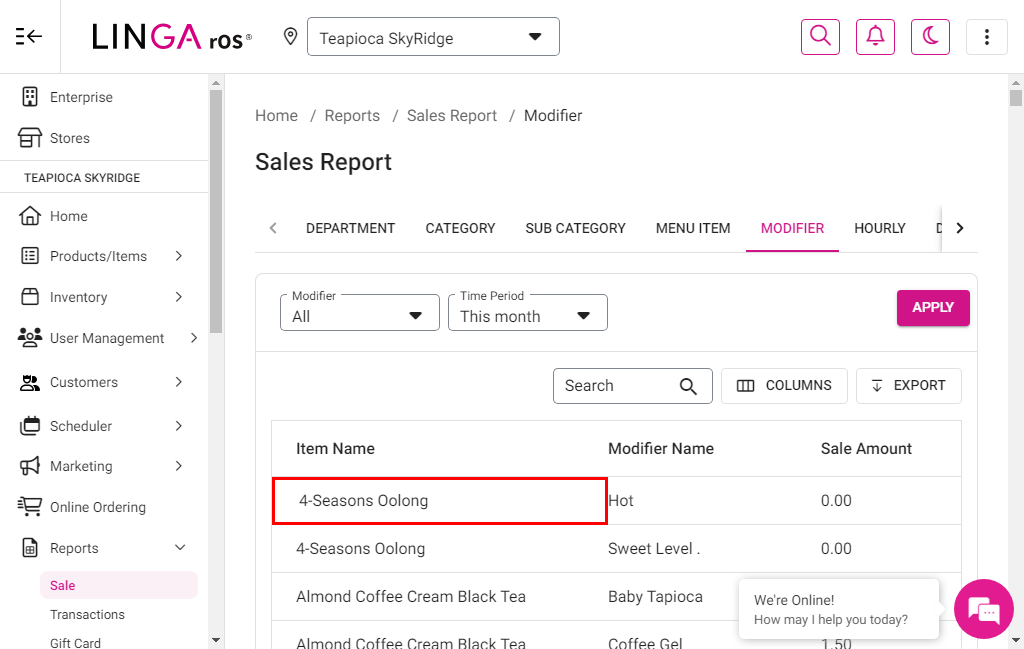 LINGA ros®
Teapioca SkyRidge
Enterprise
Stores
TEAPIOCA SKYRIDGE
Home
Products/Items
Inventory
User Management
Customers
Scheduler
Marketing
Online Ordering
Reports
Sale
Transactions
Gift Card
Home / Reports / Sales Report / Modifier
Sales Report
DEPARTMENT CATEGORY SUB CATEGORY MENU ITEM MODIFIER HOURLY
Modifier Time Period
All This month APPLY
Search COLUMNS EXPORT
Item Name Modifier Name Sale Amount
4-Seasons Oolong Hot 0.00
4-Seasons Oolong Sweet Level . 0.00
Almond Coffee Cream Black Tea Baby Tapioca
Almond Coffee Cream Black Tea Coffee Gel 1.50
We're Online!
How may I help you today?